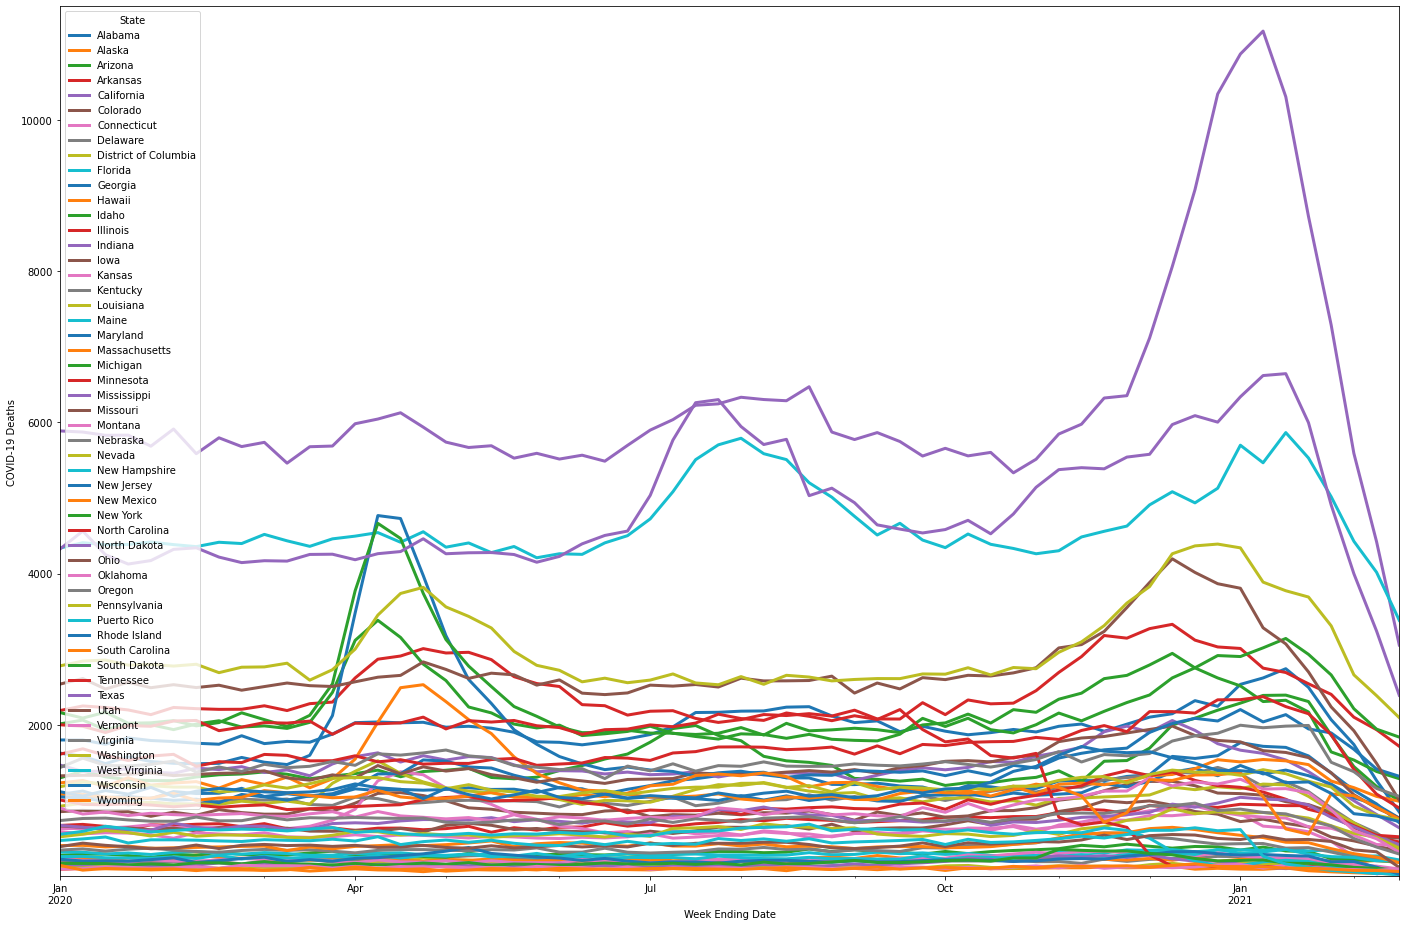 State
Alabama
Alaska
Arizona
Arkansas
California
Colorado
Connecticut
Delaware
District of Columbia
Florida
Georgia
Hawaii
Idaho
Illinois
Indiana
Iowa
Kansas
Kentucky
Louisiana
Maine
Maryland
Massachusetts
Michigan
Minnesota
Mississippi
Missouri
Montana
Nebraska
Nevada
New Hampshire
New Jersey
New Mexico
New York
North Carolina
North Dakota
Ohio
Oklahoma
Oregon
Pennsylvania
Puerto Rico
Rhode Island
South Carolina
South Dakota
Tennessee
Texas
Utah
Vermont
Virginia
Washington
West Virginia
Wisconsin
Wyoming
COVID-19 Deaths
10000
8000
6000
4000
2000
Jan
2020
Apr
Jul
Oct
Jan
2021
Week Ending Date